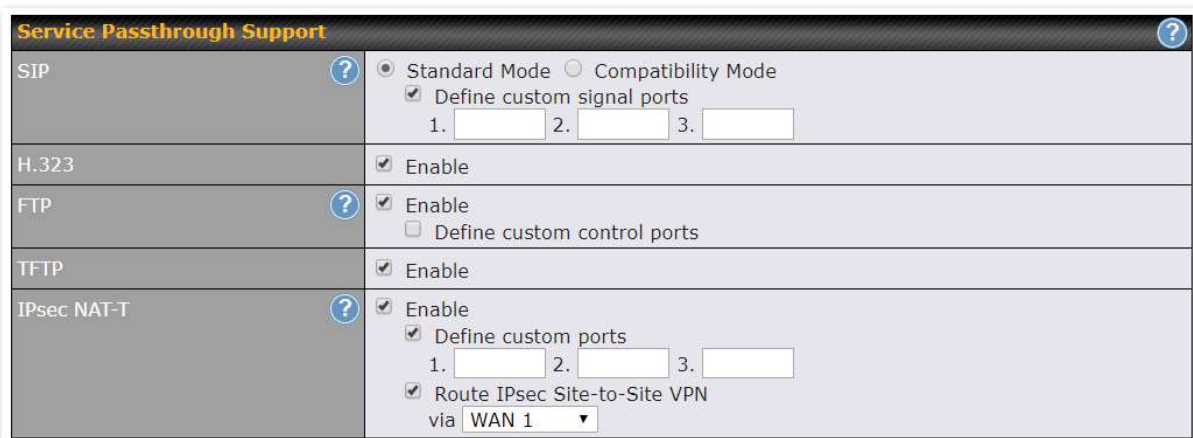 Service Passthrough Support ?
SIP ? Standard Mode Compatibility Mode
Define custom signal ports
1. 2. 3.
H.323 Enable
FTP ? Enable
Define custom control ports
TFTP Enable
IPsec NAT-T ? Enable
Define custom ports
1. 2. 3.
Route IPsec Site-to-Site VPN
via WAN 1